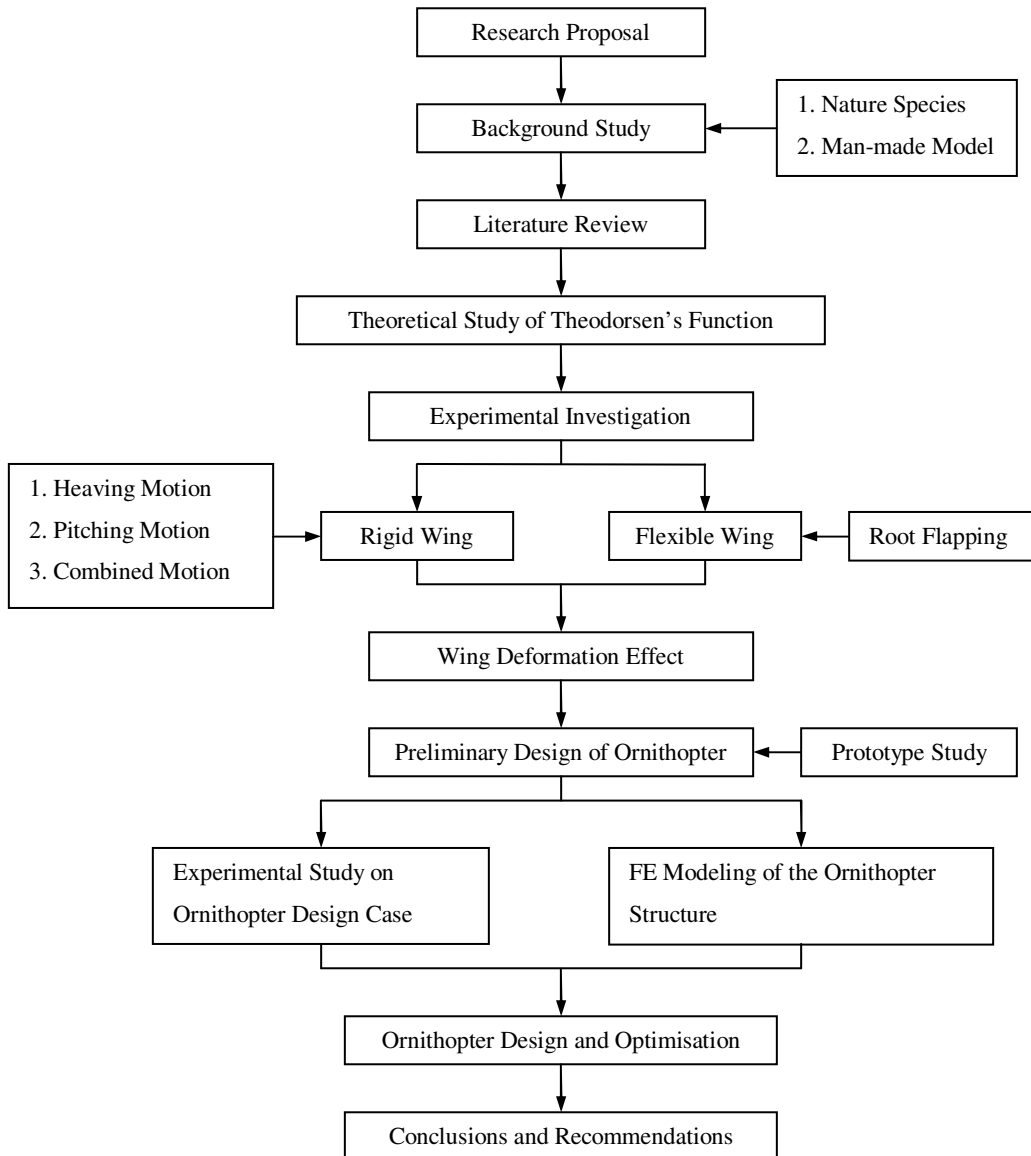 Research Proposal
1. Nature Species
2. Man-made Model
Background Study
Literature Review
Theoretical Study of Theodorsen’s Function
Experimental Investigation
1. Heaving Motion
2. Pitching Motion
3. Combined Motion
Rigid Wing
Flexible Wing
Root Flapping
Wing Deformation Effect
Preliminary Design of Ornithopter
Prototype Study
Experimental Study on
Ornithopter Design Case
FE Modeling of the Ornithopter
Structure
Ornithopter Design and Optimisation
Conclusions and Recommendations